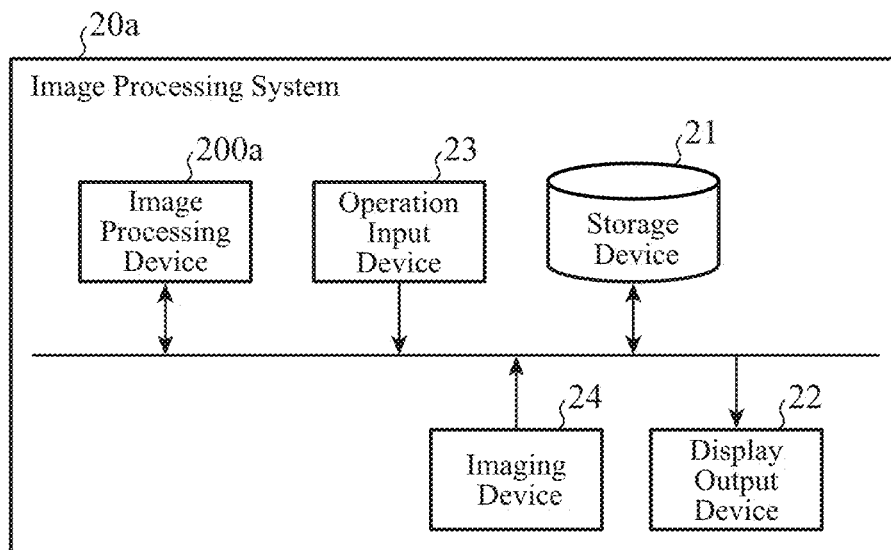 20a
Image Processing System
200a
Image
Processing
Device
23
Operation
Input
Device
21
Storage
Device
24
Imaging
Device
22
Display
Output
Device